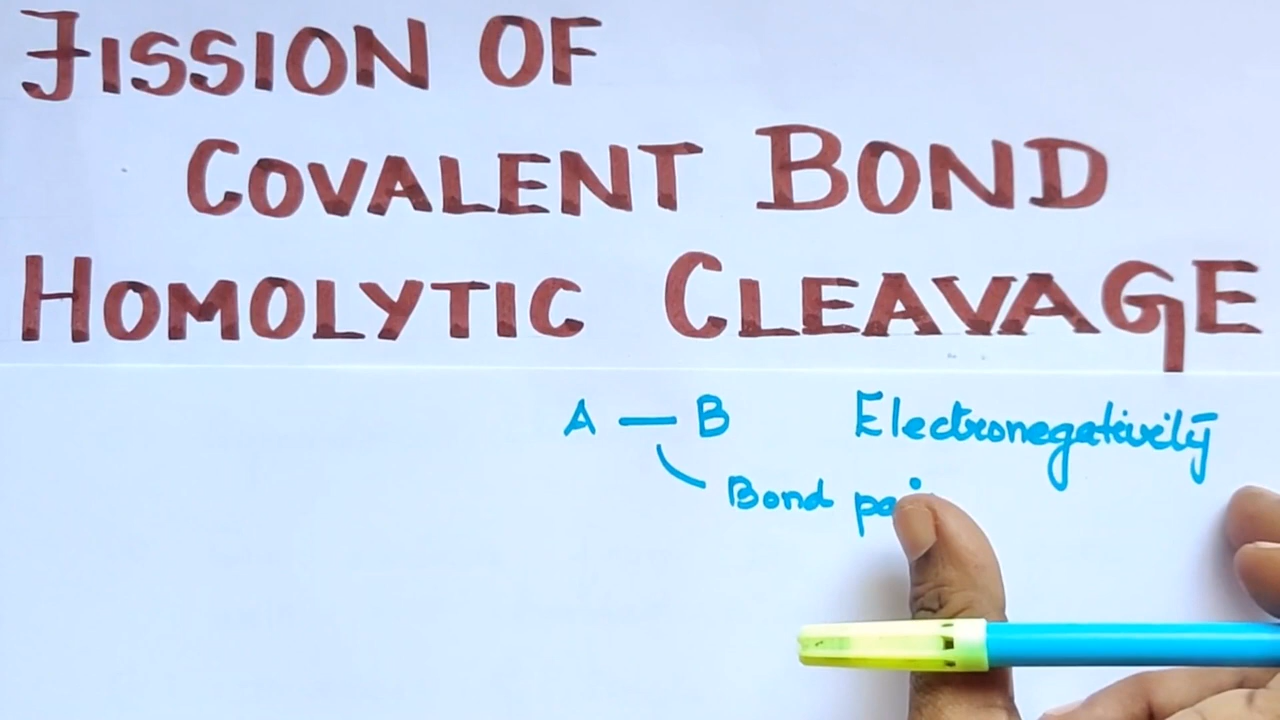 FISSION OF
COVALENT BOND
HOMOLYTIC CLEAVAGE
A — B Electronegativity
Bond